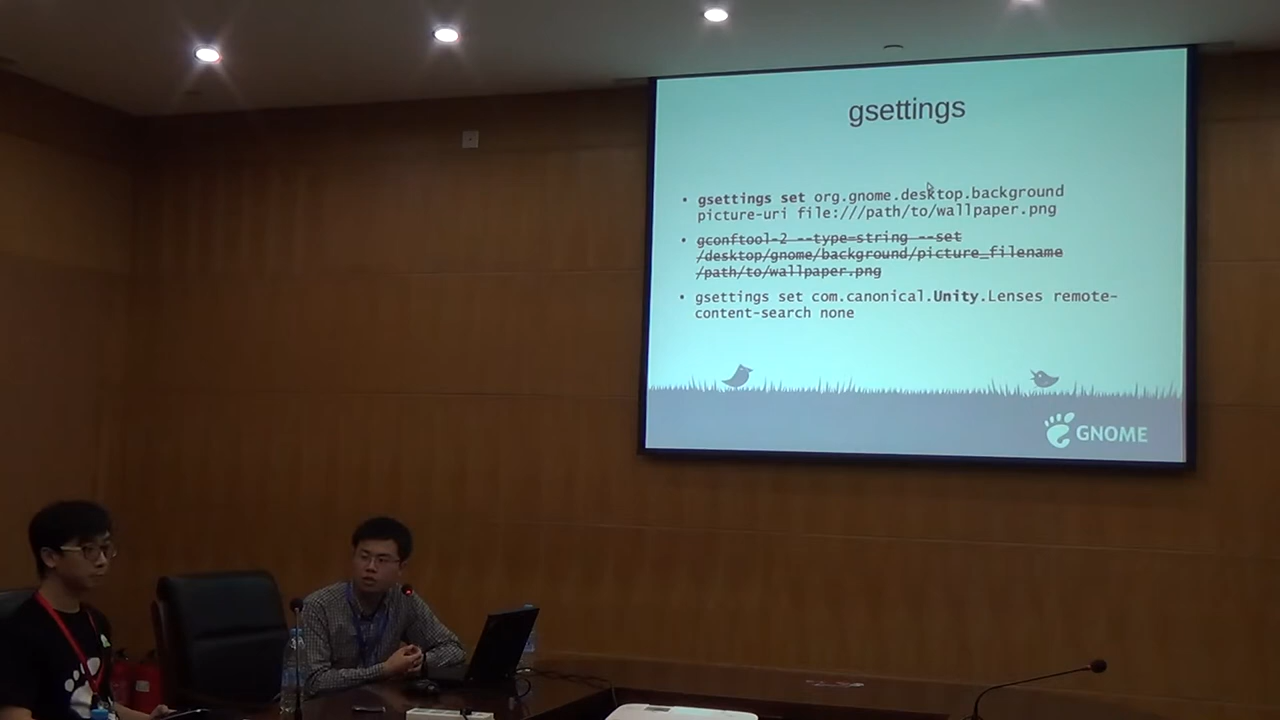 gsettings
• gsettings set org.gnome.desktop.background
picture-uri file:///path/to/wallpaper.png
• gconftool-2 --type=string --set
/desktop/gnome/background/picture_filename
/path/to/wallpaper.png
• gsettings set com.canonical.Unity.Lenses remote-
content-search none
GNOME